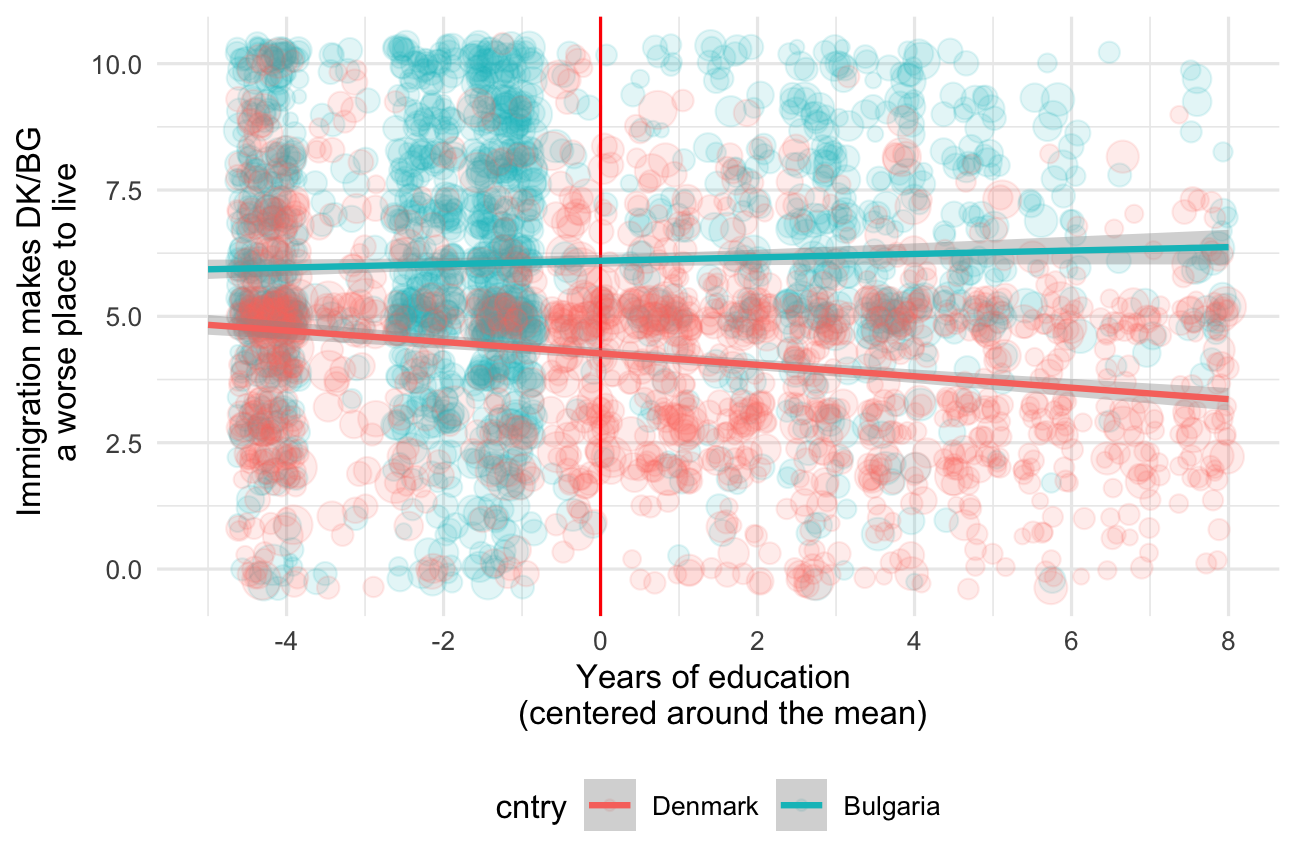 Immigration makes DK/BG
a worse place to live
10.0
7.5
5.0
2.5
0.0
-4 -2 0 2 4 6 8
Years of education
(centered around the mean)
cntry Denmark Bulgaria